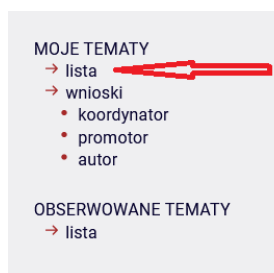 MOJE TEMATY
→ lista
→ wnioski
• koordynator
• promotor
• autor
OBSERWOWANE TEMATY
→ lista